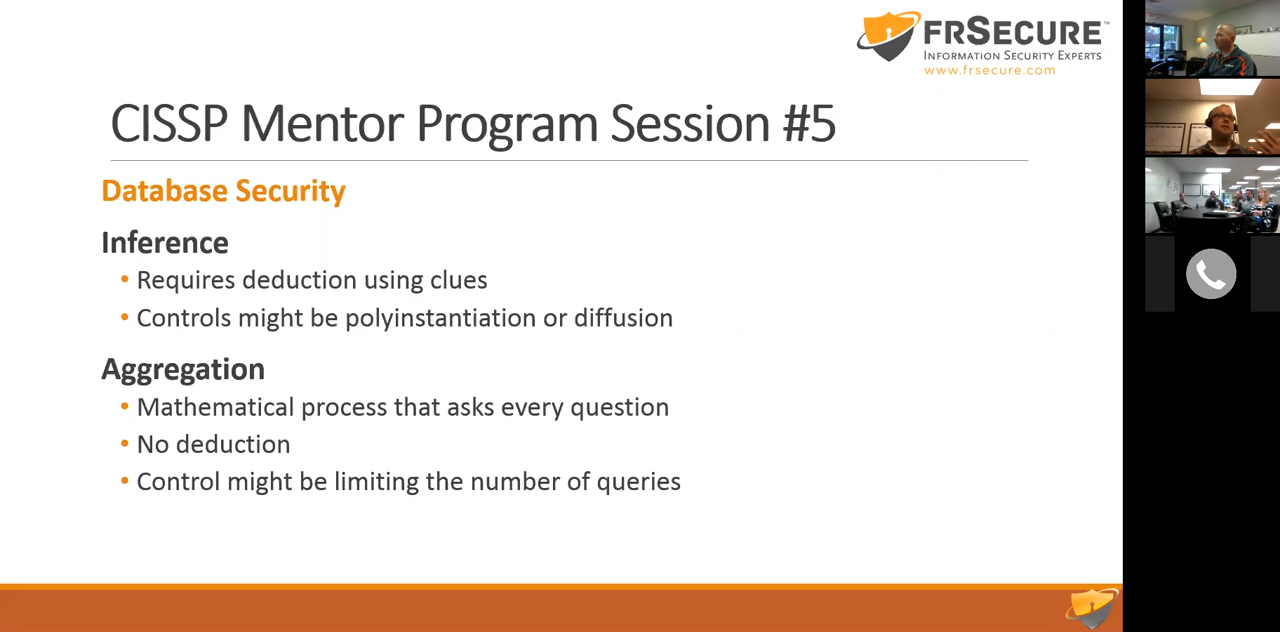 FRSECURE™
INFORMATION SECURITY EXPERTS
www.frsecure.com
CISSP Mentor Program Session #5
Database Security
Inference
• Requires deduction using clues
• Controls might be polyinstantiation or diffusion
Aggregation
• Mathematical process that asks every question
• No deduction
• Control might be limiting the number of queries